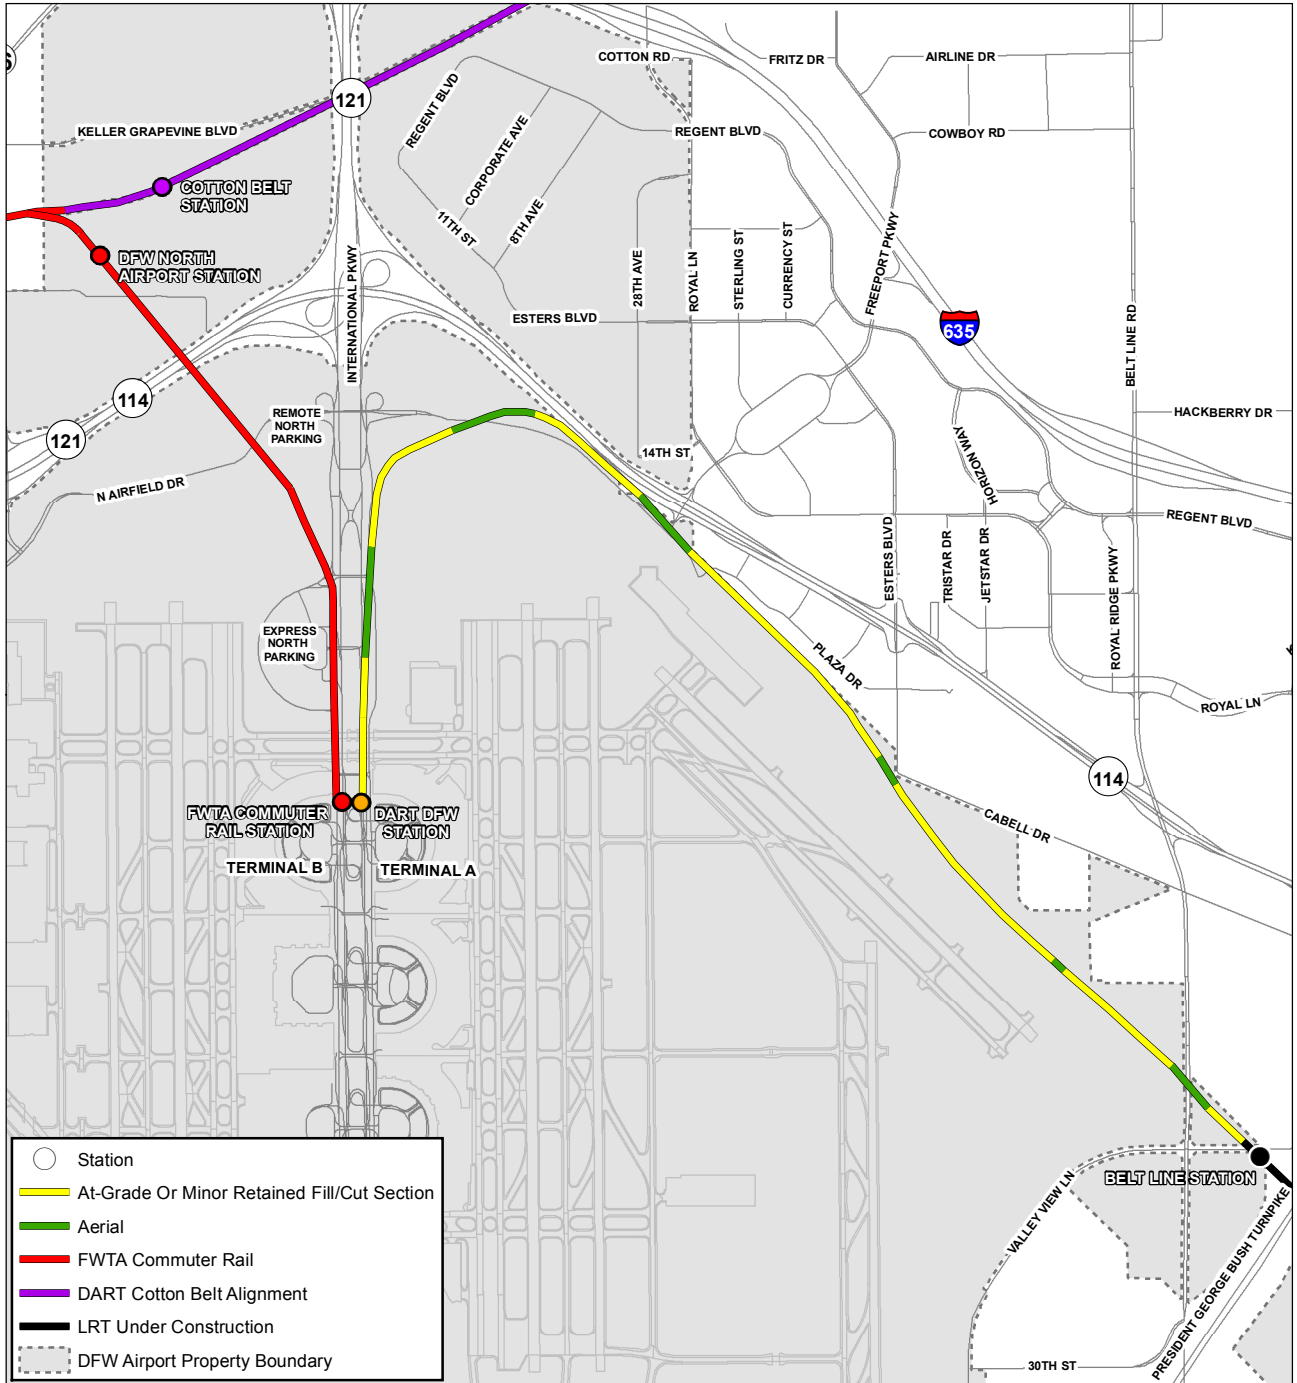 COTTON RD
FRITZ DR
AIRLINE DR
121
REGENT BLVD
KELLER GRAPEVINE BLVD
CORPORATE AVE
REGENT BLVD
COWBOY RD
COTTON BELT
STATION
11TH ST
8TH AVE
DFW NORTH
AIRPORT STATION
INTERNATIONAL PKWY
28TH AVE
ROYAL LN
STERLING ST
CURRENCY ST
FREEPORT PKWY
ESTERS BLVD
635
BELT LINE RD
114
121
REMOTE
NORTH
PARKING
HACKBERRY DR
14TH ST
HORIZON WAY
N AIRFIELD DR
REGENT BLVD
ESTERS BLVD
TRISTAR DR
JETSTAR DR
ROYAL RIDGE PKWY
EXPRESS
NORTH
PARKING
PLAZA DR
ROYAL LN
114
FWTA COMMUTER
RAIL STATION
DART DFW
STATION
CABELL DR
TERMINAL B
TERMINAL A
BELT LINE STATION
VALLEY VIEW LN
PRESIDENT GEORGE BUSH TURNPIKE
30TH ST
Station
At-Grade Or Minor Retained Fill/Cut Section
Aerial
FWTA Commuter Rail
DART Cotton Belt Alignment
LRT Under Construction
DFW Airport Property Boundary